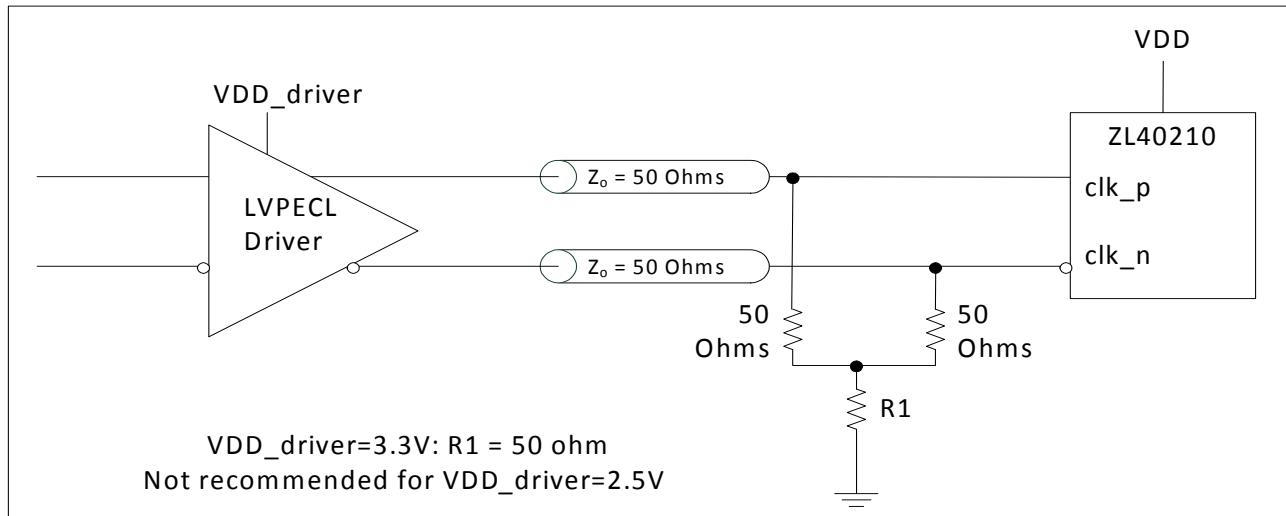 VDD
VDD_driver
ZL40210
Zo = 50 Ohms
clk_p
LVPECL
Driver
clk_n
Zo = 50 Ohms
50
Ohms
50
Ohms
R1
VDD_driver=3.3V: R1 = 50 ohm
Not recommended for VDD_driver=2.5V